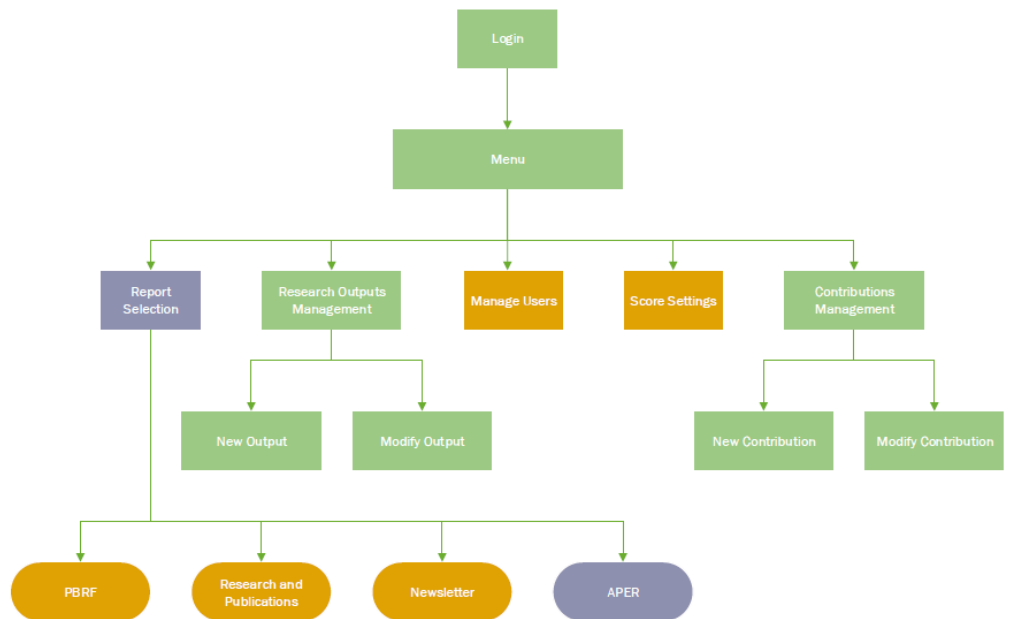 Login
Menu
Report
Selection
Research Outputs
Management
Manage Users
Score Settings
Contributions
Management
New Output
Modify Output
New Contribution
Modify Contribution
PBRF
Research and
Publications
Newsletter
APER